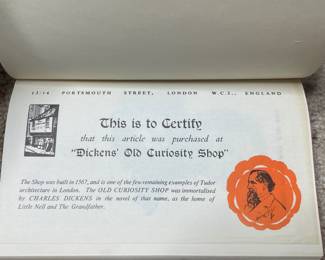 13/14 PORTSMOUTH STREET, LONDON W.C.2., ENGLAND
This is to Certify
that this article was purchased at
"Dickens' Old Curiosity Shop"
The Shop was built in 1567, and is one of the few remaining examples of Tudor
architecture in London. The OLD CURIOSITY SHOP was immortalised
by CHARLES DICKENS in the novel of that name, as the home of
Little Nell and The Grandfather.